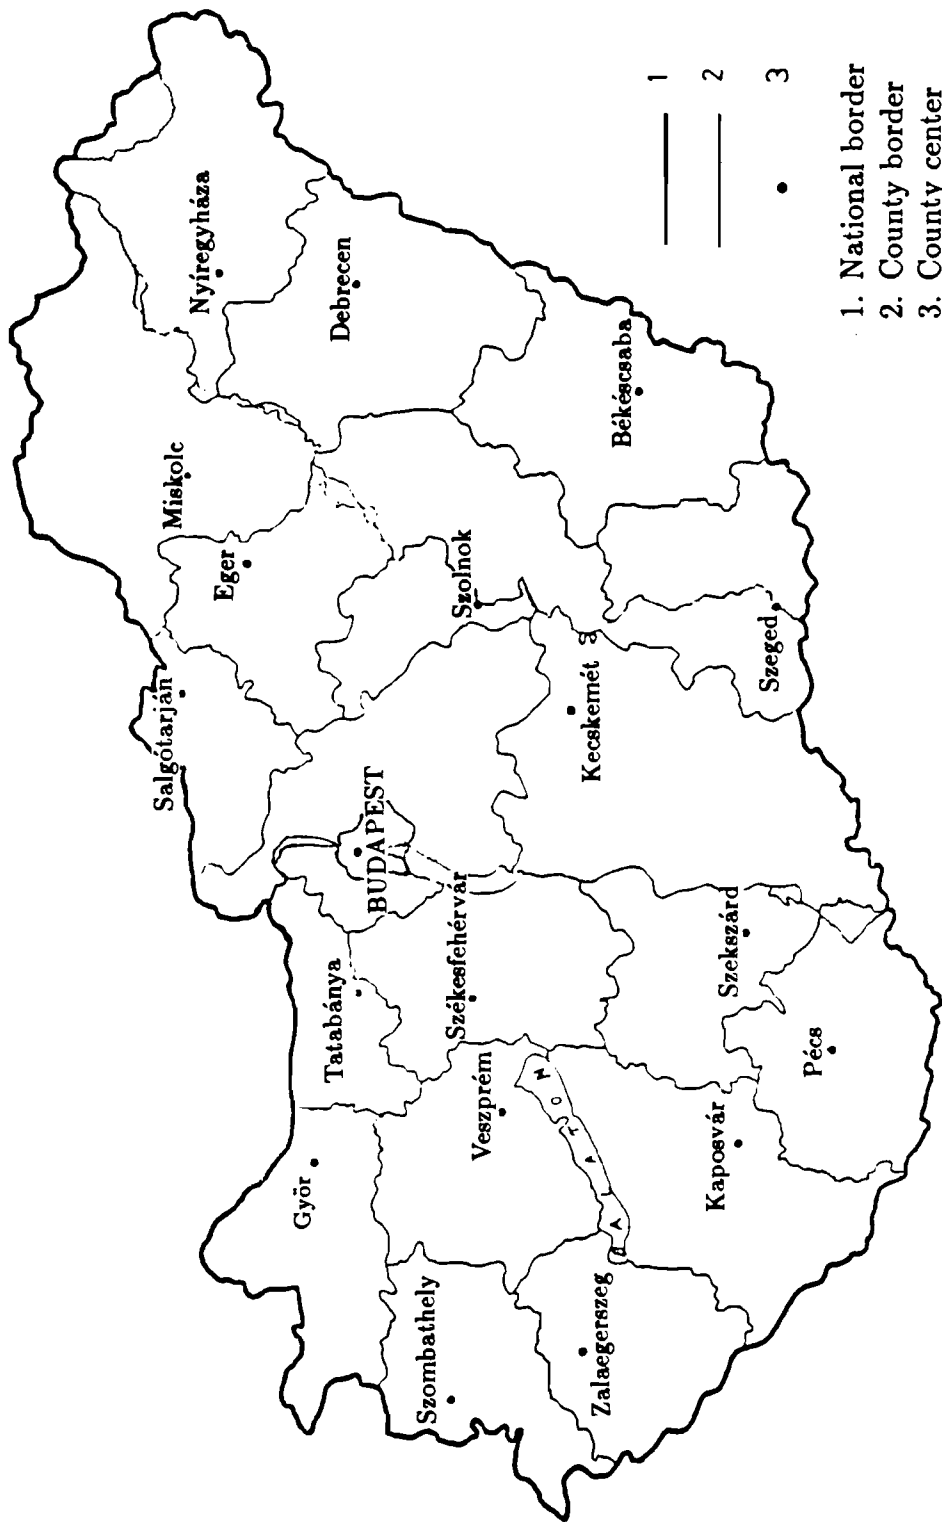 Miskolc
Nyíregyháza
Salgótarján
Eger
Győr
Tatabánya
BUDAPEST
Debrecen
Szombathely
Veszprém
Székesfehérvár
Szolnok
BALATON
Zalaegerszeg
Kecskemét
Békéscsaba
Kaposvár
Szekszárd
Szeged
Pécs
1
2
3
1. National border
2. County border
3. County center